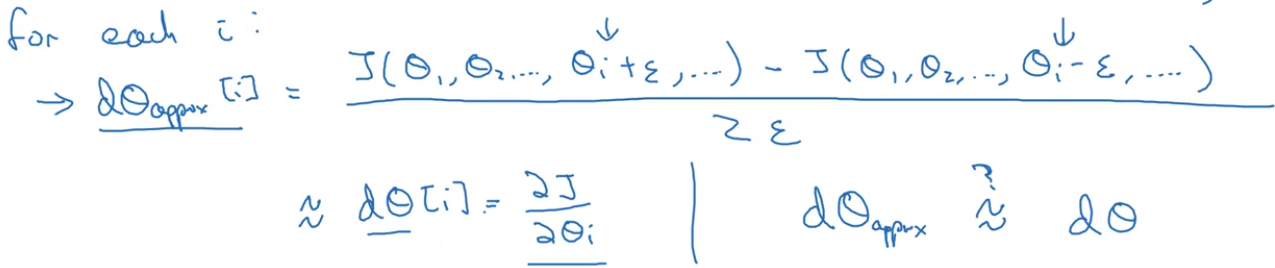 for each i:
→ dθapprox[i] = J(θ1, θ2, ..., θi + ε, ...) - J(θ1, θ2, ..., θi - ε, ....)
2ε
≈ dθ[i] = ∂J / ∂θi | dθapprox ≈? dθ